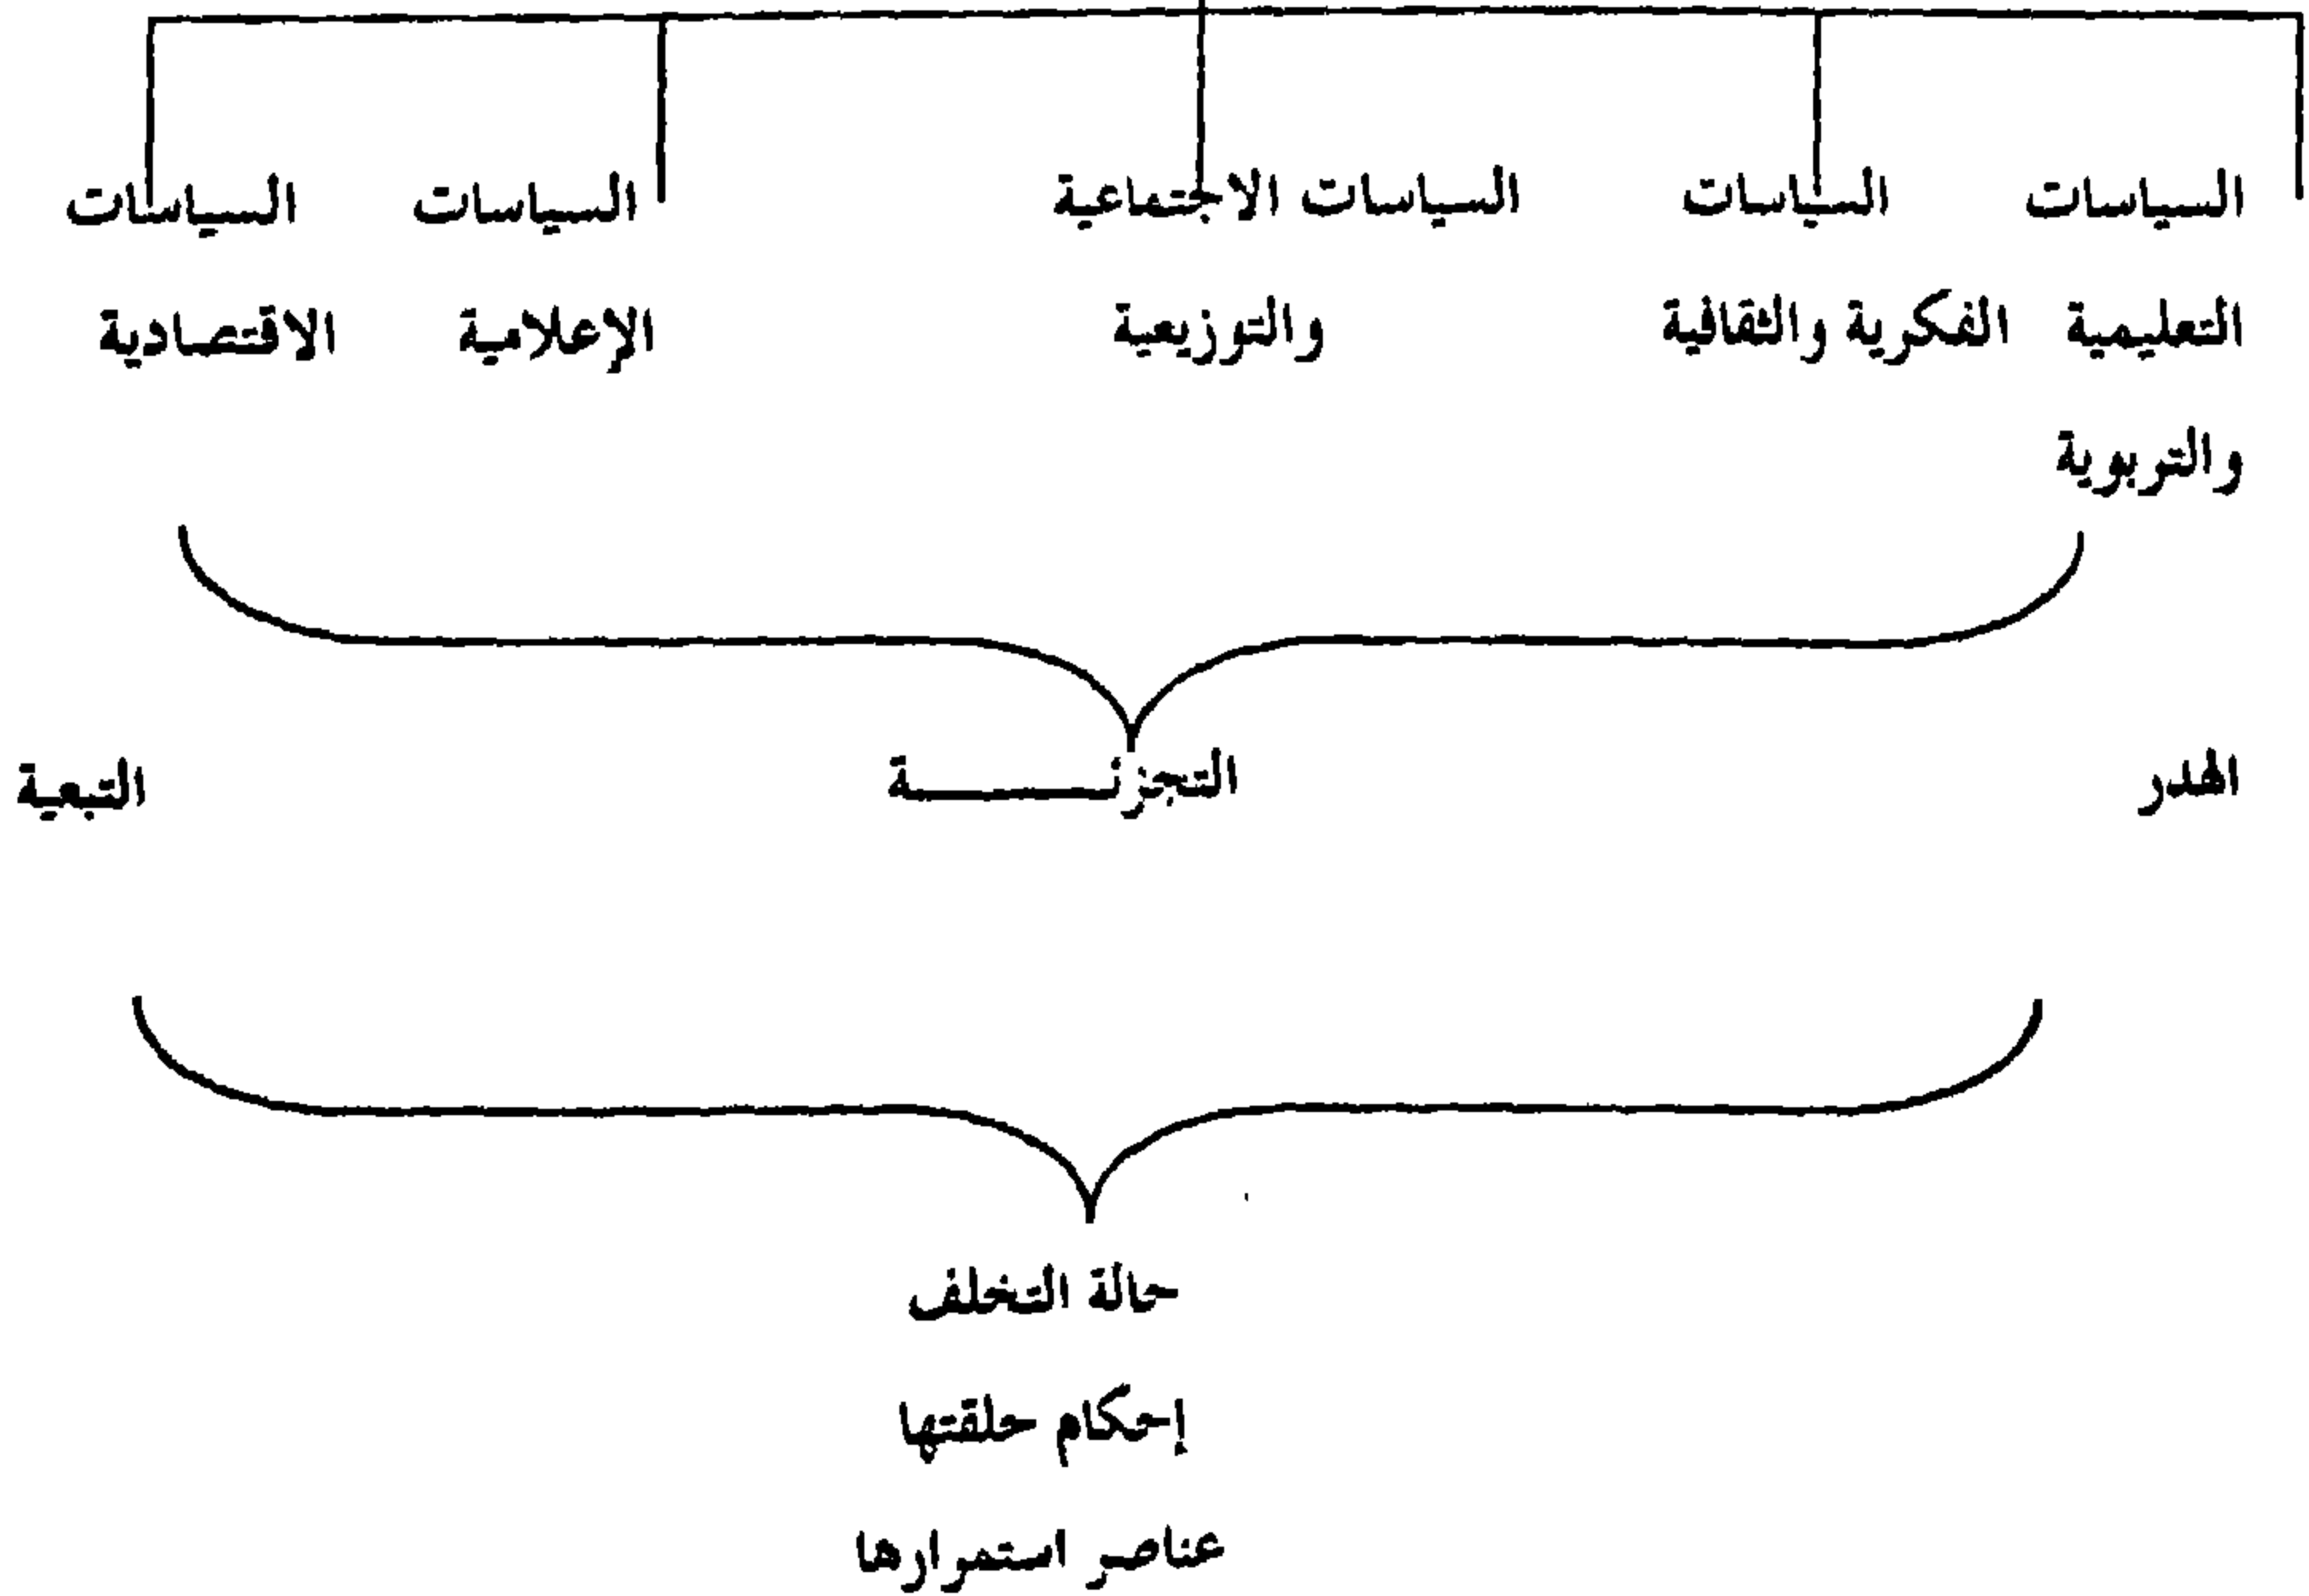 السياسات السياسات السياسات الاجتماعية السياسات السياسات
التعليمية الفكرية والثقافية والتوزيعية الإعلامية الاقتصادية
والتربوية
الهدر التجزئـــــة التبعية
حالة التخلف
إحكام حلقتها
عناصر استمرارها